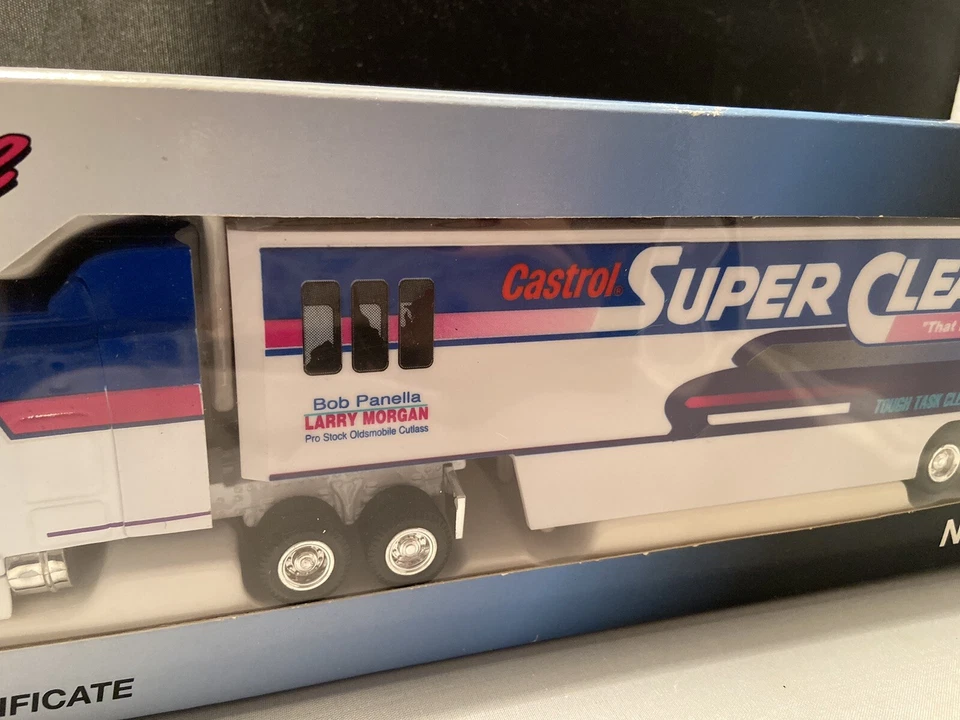 Castrol® SUPER CLEA
"That
TOUGH TASK CLE
Bob Panella
LARRY MORGAN
Pro Stock Oldsmobile Cutlass
N
IFICATE